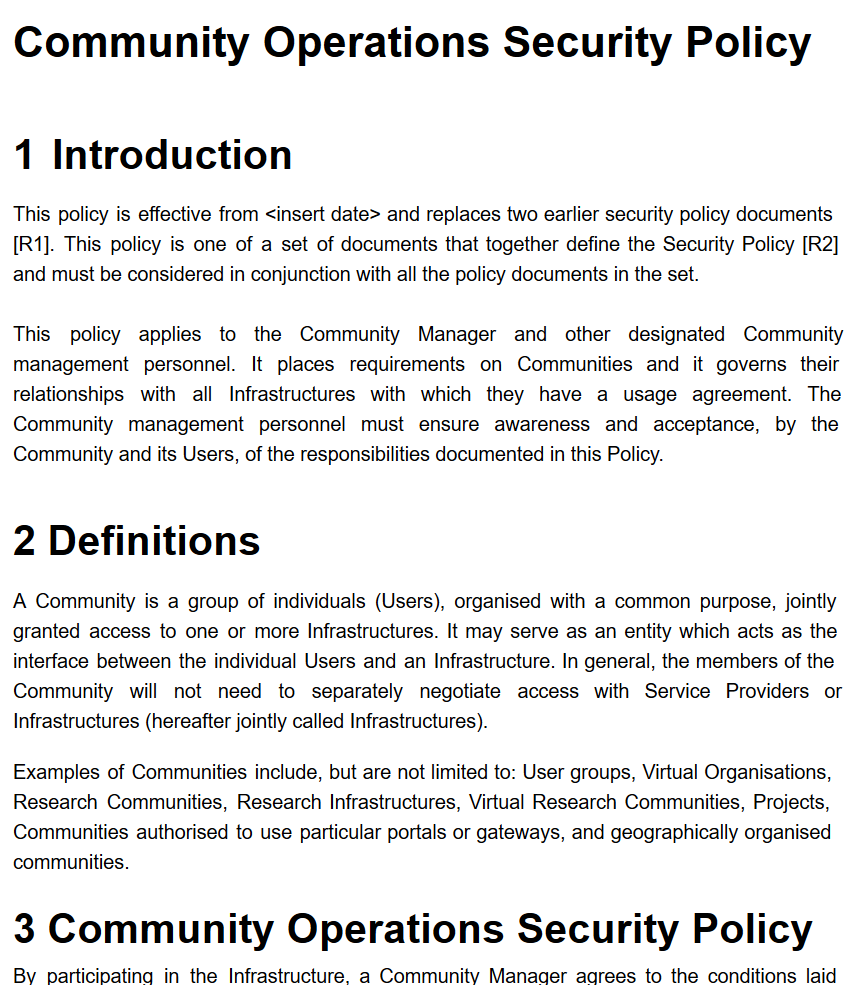 Community Operations Security Policy
1 Introduction
This policy is effective from <insert date> and replaces two earlier security policy documents
[R1]. This policy is one of a set of documents that together define the Security Policy [R2]
and must be considered in conjunction with all the policy documents in the set.
This policy applies to the Community Manager and other designated Community
management personnel. It places requirements on Communities and it governs their
relationships with all Infrastructures with which they have a usage agreement. The
Community management personnel must ensure awareness and acceptance, by the
Community and its Users, of the responsibilities documented in this Policy.
2 Definitions
A Community is a group of individuals (Users), organised with a common purpose, jointly
granted access to one or more Infrastructures. It may serve as an entity which acts as the
interface between the individual Users and an Infrastructure. In general, the members of the
Community will not need to separately negotiate access with Service Providers or
Infrastructures (hereafter jointly called Infrastructures).
Examples of Communities include, but are not limited to: User groups, Virtual Organisations,
Research Communities, Research Infrastructures, Virtual Research Communities, Projects,
Communities authorised to use particular portals or gateways, and geographically organised
communities.
3 Community Operations Security Policy
By participating in the Infrastructure, a Community Manager agrees to the conditions laid